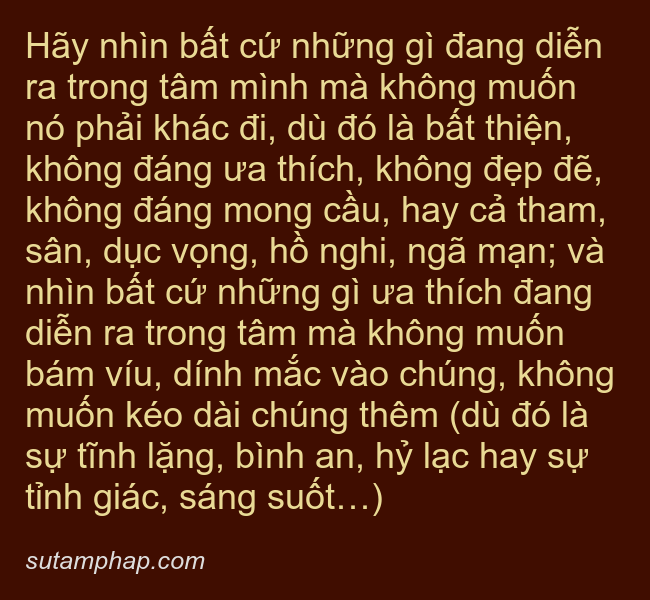 Hãy nhìn bất cứ những gì đang diễn
ra trong tâm mình mà không muốn
nó phải khác đi, dù đó là bất thiện,
không đáng ưa thích, không đẹp đẽ,
không đáng mong cầu, hay cả tham,
sân, dục vọng, hồ nghi, ngã mạn; và
nhìn bất cứ những gì ưa thích đang
diễn ra trong tâm mà không muốn
bám víu, dính mắc vào chúng, không
muốn kéo dài chúng thêm (dù đó là
sự tĩnh lặng, bình an, hỷ lạc hay sự
tỉnh giác, sáng suốt…)
sutamphap.com